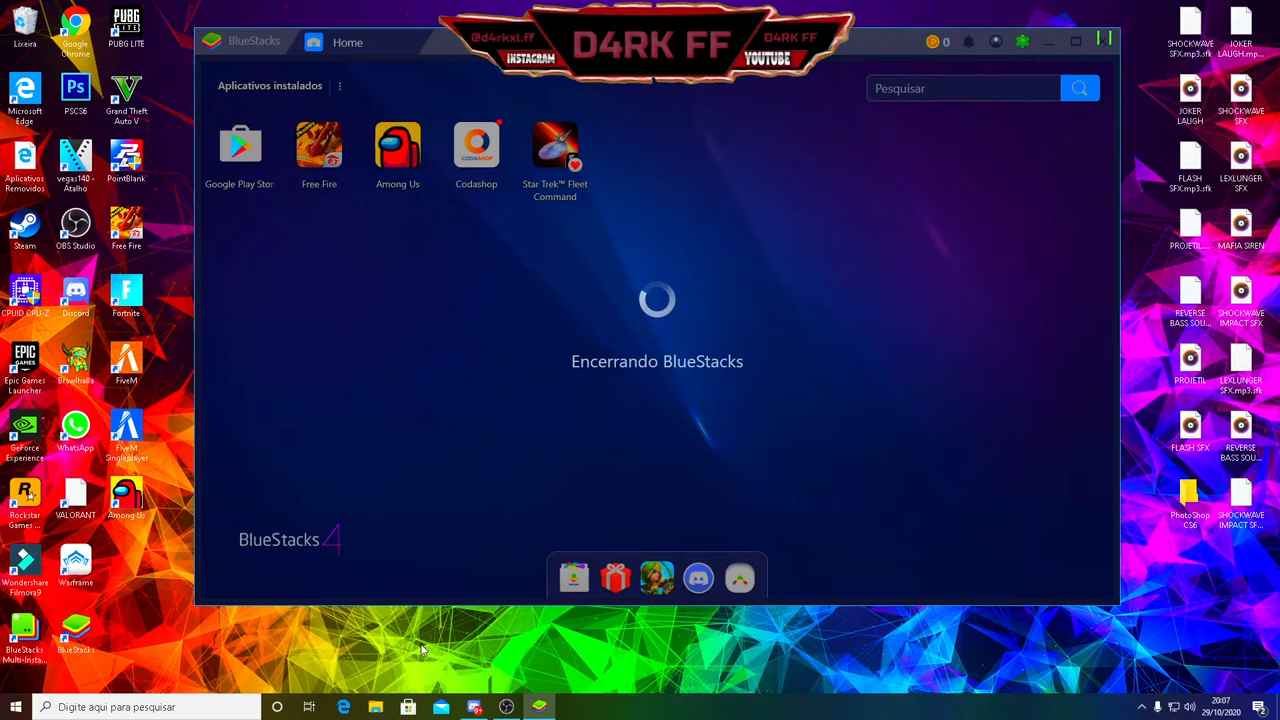 Lixeira
Google
Chrome
PUBG LITE
Microsoft
Edge
PSCS6
Grand Theft
Auto V
Aplicativos
Removidos
vegas140 -
Atalho
PointBlank
Steam
OBS Studio
Free Fire
CPUID CPU-Z
Discord
Fortnite
Epic Games
Launcher
Brawlhalla
FiveM
GeForce
Experience
WhatsApp
FiveM
Singleplayer
Rockstar
Games ...
VALORANT
Among Us
Wondershare
Filmora9
Warframe
BlueStacks
Multi-Insta...
BlueStacks
BlueStacks
Home
@d4rkxl.ff
INSTAGRAM
D4RK FF
D4RK FF
YOUTUBE
0
Aplicativos instalados
Pesquisar
Google Play Stor
Free Fire
Among Us
CODASHOP
Codashop
Star Trek™ Fleet
Command
Encerrando BlueStacks
BlueStacks 4
SHOCKWAVE
SFX.mp3.sfk
JOKER
LAUGH.mp...
JOKER
LAUGH
SHOCKWAVE
SFX
FLASH
SFX.mp3.sfk
LEXLUNGER
SFX
PROJETIL....
MAFIA SIREN
REVERSE
BASS SOU...
SHOCKWAVE
IMPACT SFX
PROJETIL
LEXLUNGER
SFX.mp3.sfk
FLASH SFX
REVERSE
BASS SOU...
PhotoShop
CS6
SHOCKWAVE
IMPACT SF...
Digite aqui para pesquisar
20:07
29/10/2020
2